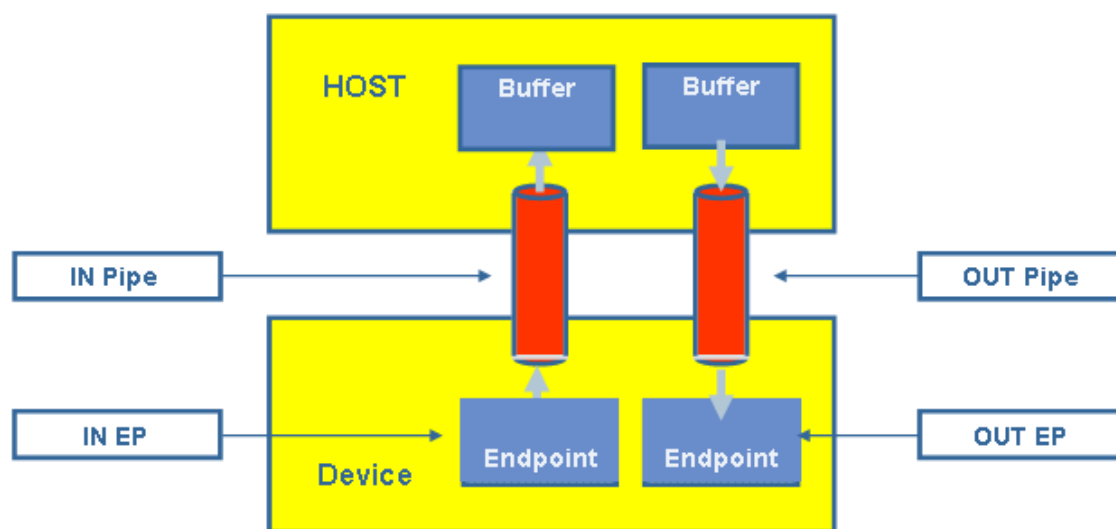 HOST
Buffer
Buffer
IN Pipe
OUT Pipe
IN EP
OUT EP
Endpoint
Endpoint
Device